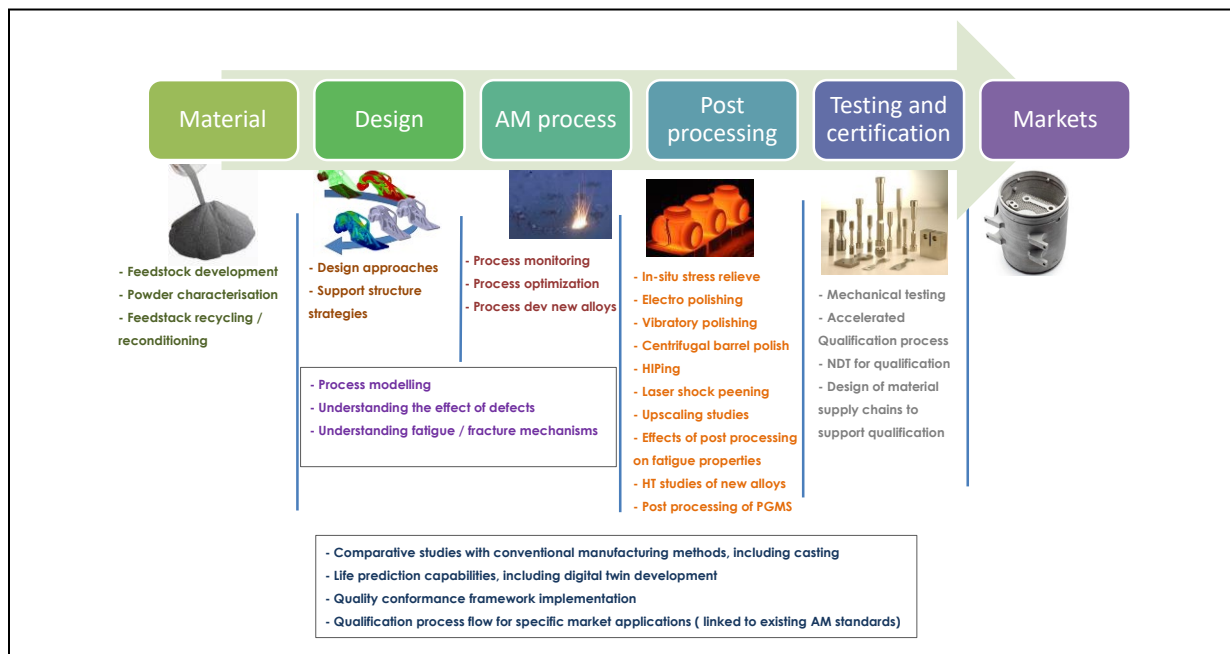 Material
Design
AM process
Post
processing
Testing and
certification
Markets
- Feedstock development
- Powder characterisation
- Feedstack recycling /
reconditioning
- Design approaches
- Support structure
strategies
- Process monitoring
- Process optimization
- Process dev new alloys
- Process modelling
- Understanding the effect of defects
- Understanding fatigue / fracture mechanisms
- In-situ stress relieve
- Electro polishing
- Vibratory polishing
- Centrifugal barrel polish
- HIPing
- Laser shock peening
- Upscaling studies
- Effects of post processing
on fatigue properties
- HT studies of new alloys
- Post processing of PGMS
- Mechanical testing
- Accelerated
Qualification process
- NDT for qualification
- Design of material
supply chains to
support qualification
- Comparative studies with conventional manufacturing methods, including casting
- Life prediction capabilities, including digital twin development
- Quality conformance framework implementation
- Qualification process flow for specific market applications ( linked to existing AM standards)